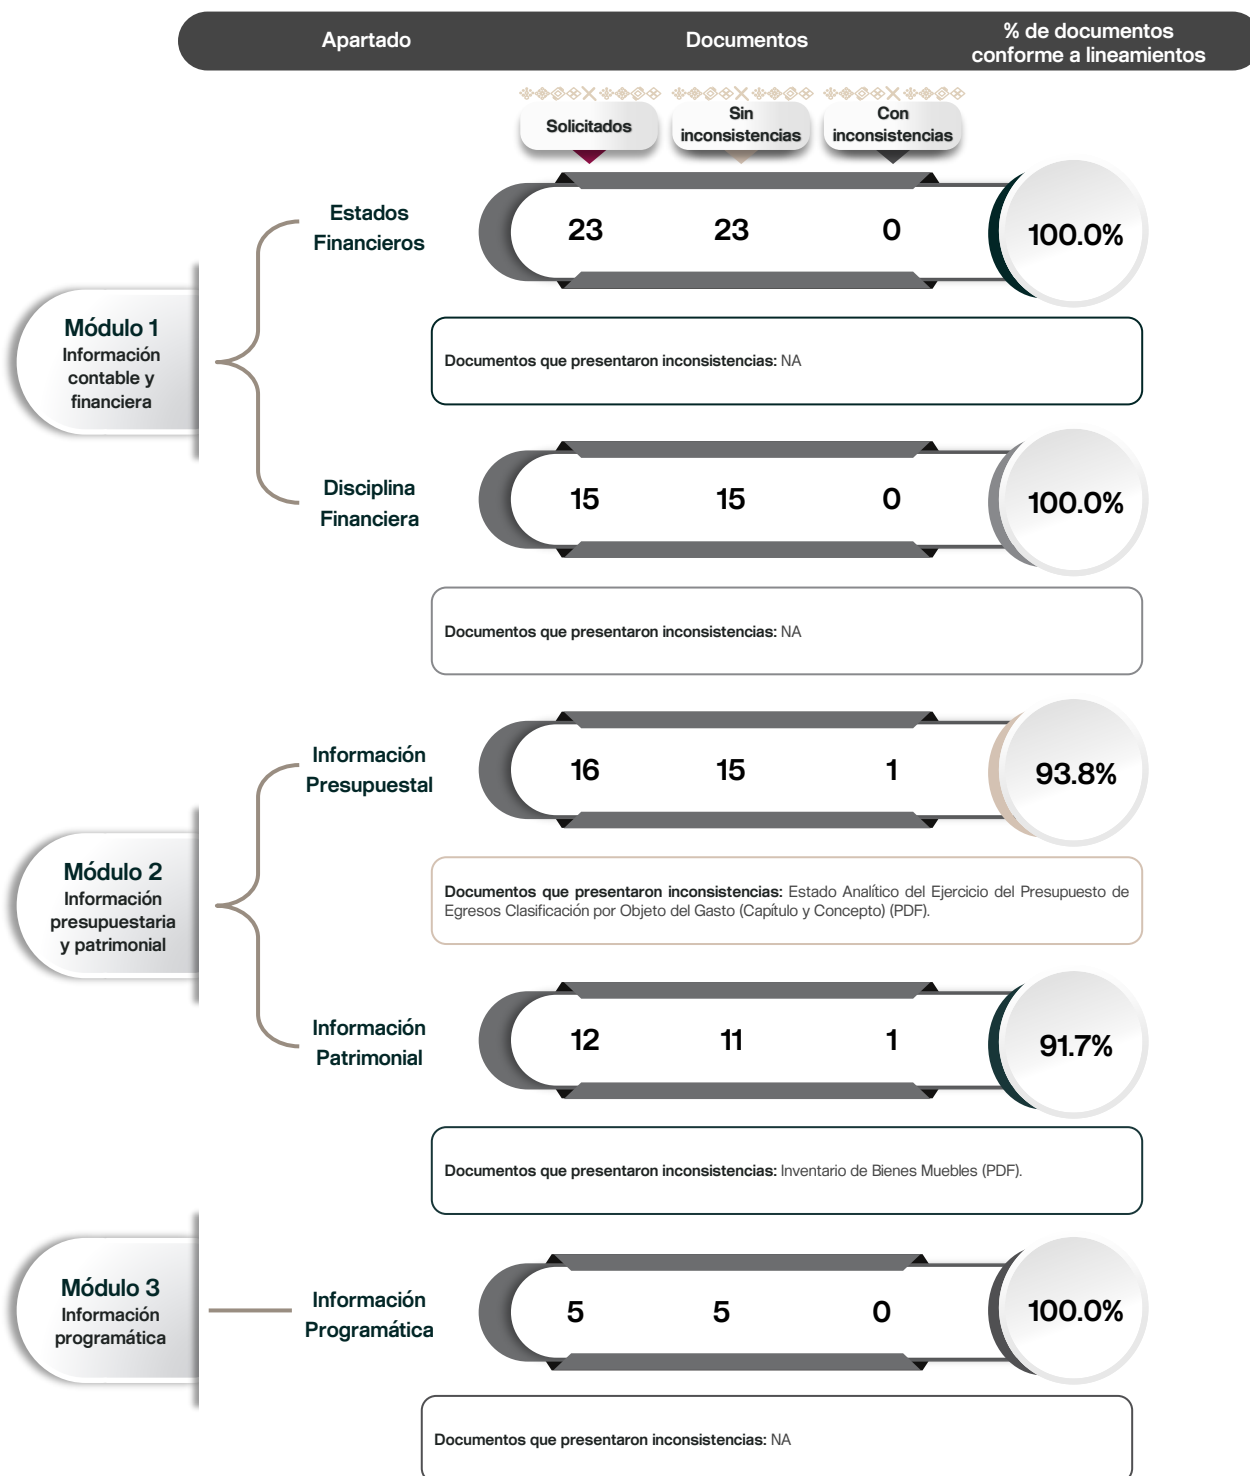 Apartado
Documentos
% de documentos
conforme a lineamientos
Solicitados
Sin
inconsistencias
Con
inconsistencias
Módulo 1
Información
contable y
financiera
Estados
Financieros
23 23 0 100.0%
Documentos que presentaron inconsistencias: NA
Disciplina
Financiera
15 15 0 100.0%
Documentos que presentaron inconsistencias: NA
Módulo 2
Información
presupuestaria
y patrimonial
Información
Presupuestal
16 15 1 93.8%
Documentos que presentaron inconsistencias: Estado Analítico del Ejercicio del Presupuesto de
Egresos Clasificación por Objeto del Gasto (Capítulo y Concepto) (PDF).
Información
Patrimonial
12 11 1 91.7%
Documentos que presentaron inconsistencias: Inventario de Bienes Muebles (PDF).
Módulo 3
Información
programática
Información
Programática
5 5 0 100.0%
Documentos que presentaron inconsistencias: NA